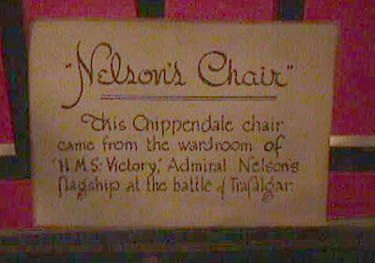 "Nelson's Chair"
This Chippendale chair
came from the wardroom of
'H.M.S. Victory,' Admiral Nelson's
flagship at the battle of Trafalgar.